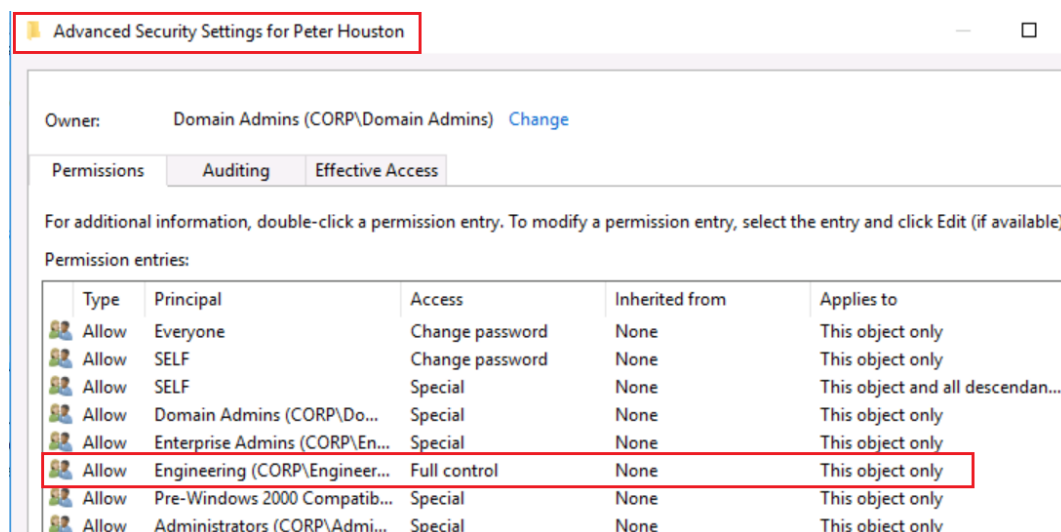 Advanced Security Settings for Peter Houston
Owner: Domain Admins (CORP\Domain Admins) Change
Permissions Auditing Effective Access
For additional information, double-click a permission entry. To modify a permission entry, select the entry and click Edit (if available)
Permission entries:
Type Principal Access Inherited from Applies to
Allow Everyone Change password None This object only
Allow SELF Change password None This object only
Allow SELF Special None This object and all descendan...
Allow Domain Admins (CORP\Do... Special None This object only
Allow Enterprise Admins (CORP\En... Special None This object only
Allow Engineering (CORP\Engineer... Full control None This object only
Allow Pre-Windows 2000 Compatib... Special None This object only
Allow Administrators (CORP\Admi... Special None This object only